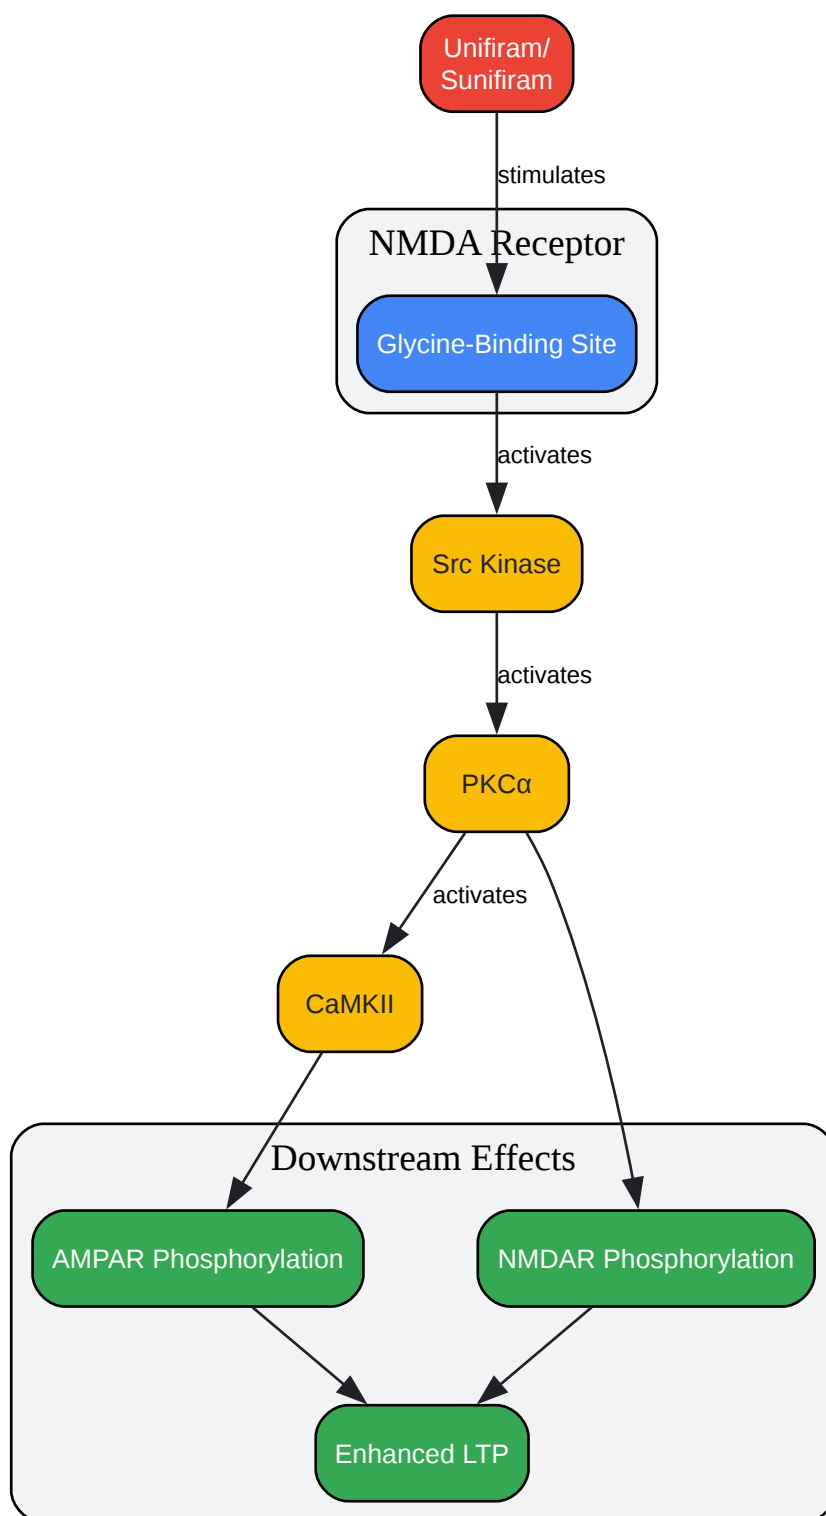 Unifiram/
Sunifiram
stimulates
NMDA Receptor
Glycine-Binding Site
activates
Src Kinase
activates
PKCα
activates
CaMKII
Downstream Effects
AMPAR Phosphorylation
NMDAR Phosphorylation
Enhanced LTP